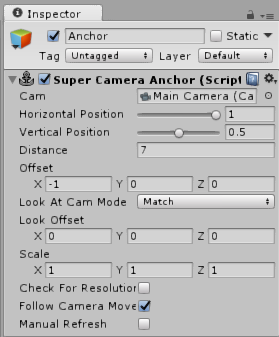 Inspector
Anchor Static
Tag Untagged Layer Default
Super Camera Anchor (Script
Cam Main Camera (Ca
Horizontal Position 1
Vertical Position 0.5
Distance 7
Offset
X -1 Y 0 Z 0
Look At Cam Mode Match
Look Offset
X 0 Y 0 Z 0
Scale
X 1 Y 1 Z 1
Check For Resolution
Follow Camera Move
Manual Refresh